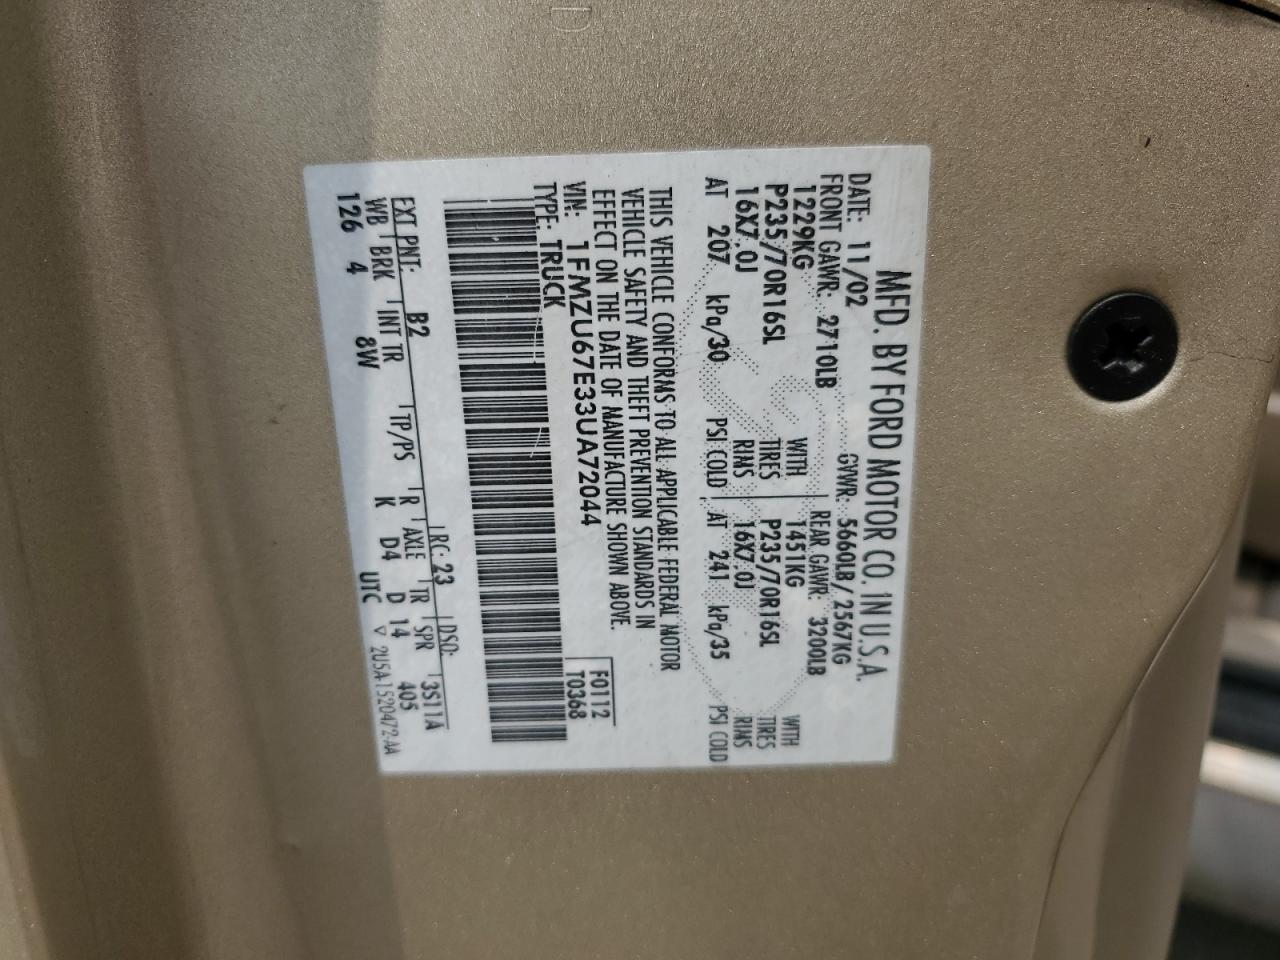 MFD. BY FORD MOTOR CO. IN U.S.A.
DATE: 11/02 GVWR: 5660LB/2567KG
FRONT GAWR: 2710LB REAR GAWR: 3200LB
1229KG WITH 1451KG WITH
P235/70R16SL TIRES P235/70R16SL TIRES
16X7.0J RIMS 16X7.0J RIMS
AT 207 kPa/30 PSI COLD AT 241 kPa/35 PSI COLD
THIS VEHICLE CONFORMS TO ALL APPLICABLE FEDERAL MOTOR
VEHICLE SAFETY AND THEFT PREVENTION STANDARDS IN
EFFECT ON THE DATE OF MANUFACTURE SHOWN ABOVE.
VIN: 1FMZU67E33UA72044 F0112
TYPE: TRUCK T0368
EXT PNT: B2 RC: 23 DSO: 3S11A
WB BRK INT TR TP/PS R AXLE TR SPR 405
126 4 8W K D4 D 14
UTC ▽ 2U5A-1520472-AA